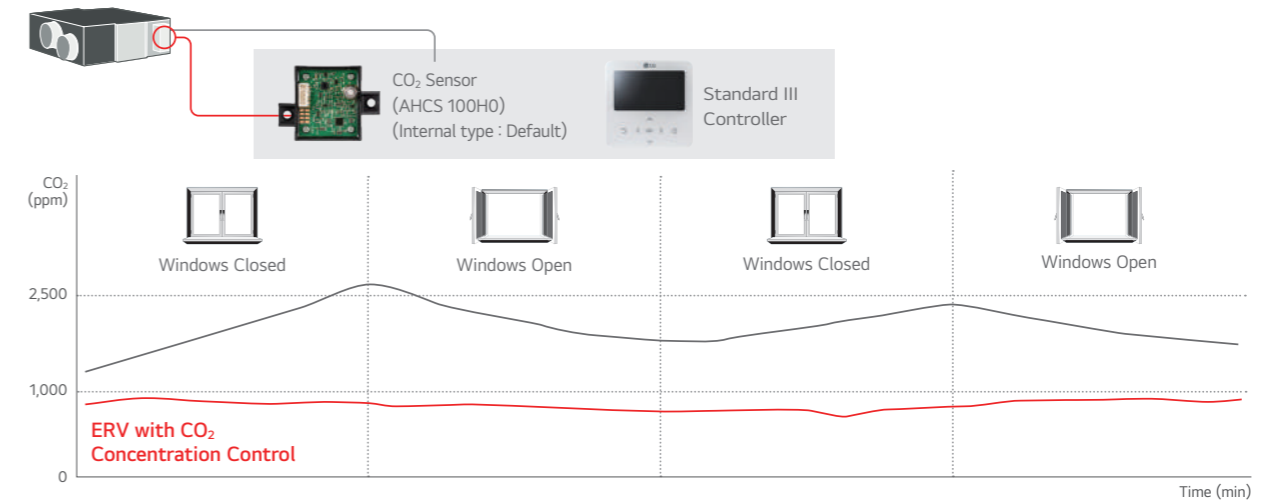 CO₂ Sensor
(AHCS 100H0)
(Internal type : Default)
Standard III
Controller
CO₂
(ppm)
Windows Closed
Windows Open
Windows Closed
Windows Open
2,500
1,000
ERV with CO₂
Concentration Control
0
Time (min)